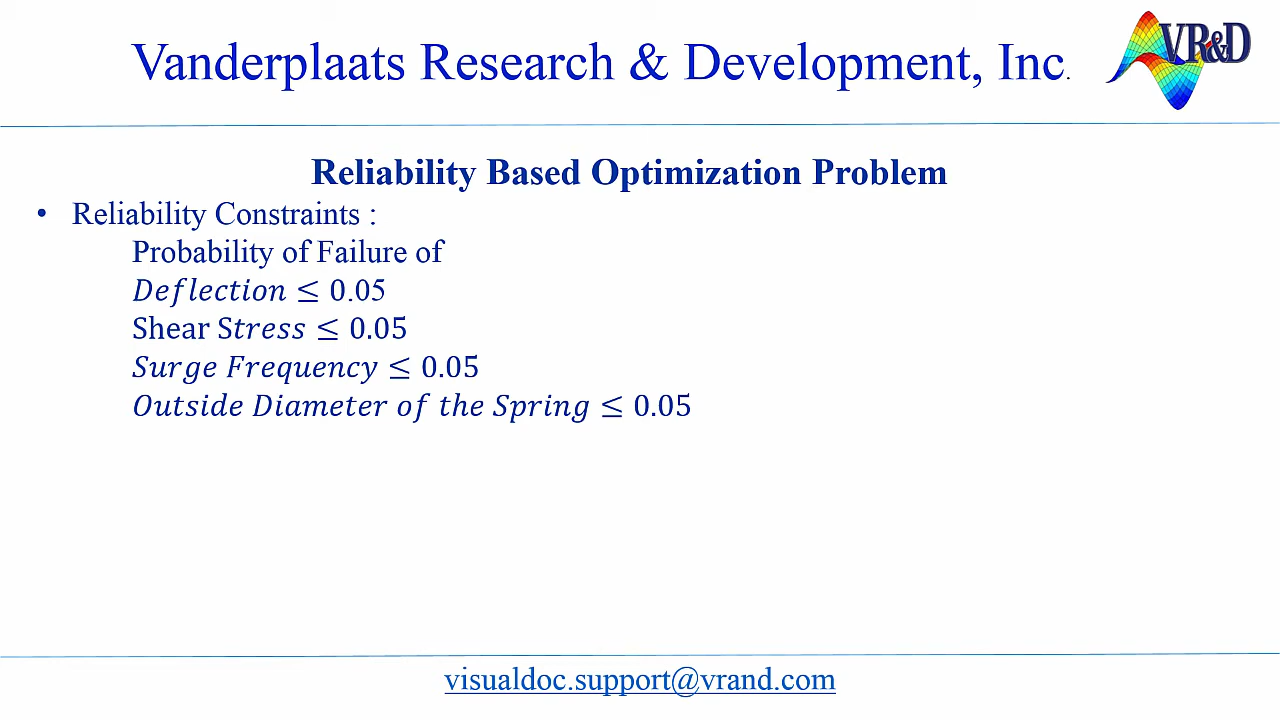 Vanderplaats Research & Development, Inc.
VR&D
Reliability Based Optimization Problem
• Reliability Constraints :
Probability of Failure of
Deflection ≤ 0.05
Shear Stress ≤ 0.05
Surge Frequency ≤ 0.05
Outside Diameter of the Spring ≤ 0.05
visualdoc.support@vrand.com